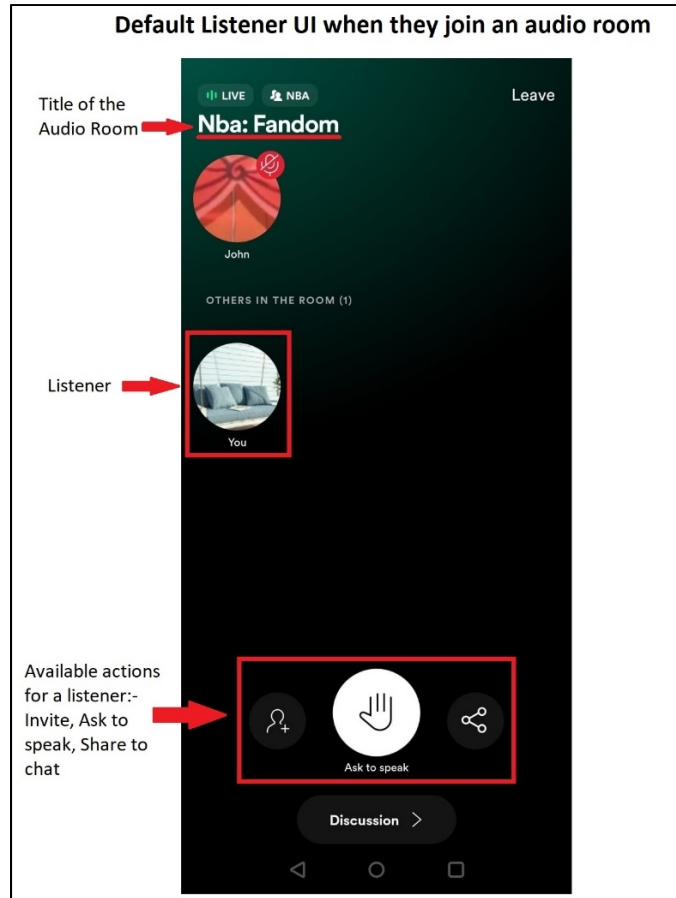 Default Listener UI when they join an audio room
LIVE
NBA
Leave
Title of the
Audio Room
Nba: Fandom
John
OTHERS IN THE ROOM (1)
Listener
You
Available actions
for a listener:-
Invite, Ask to
speak, Share to
chat
Ask to speak
Discussion